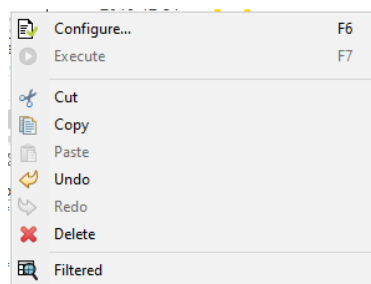 Configure... F6
Execute F7
Cut
Copy
Paste
Undo
Redo
Delete
Filtered